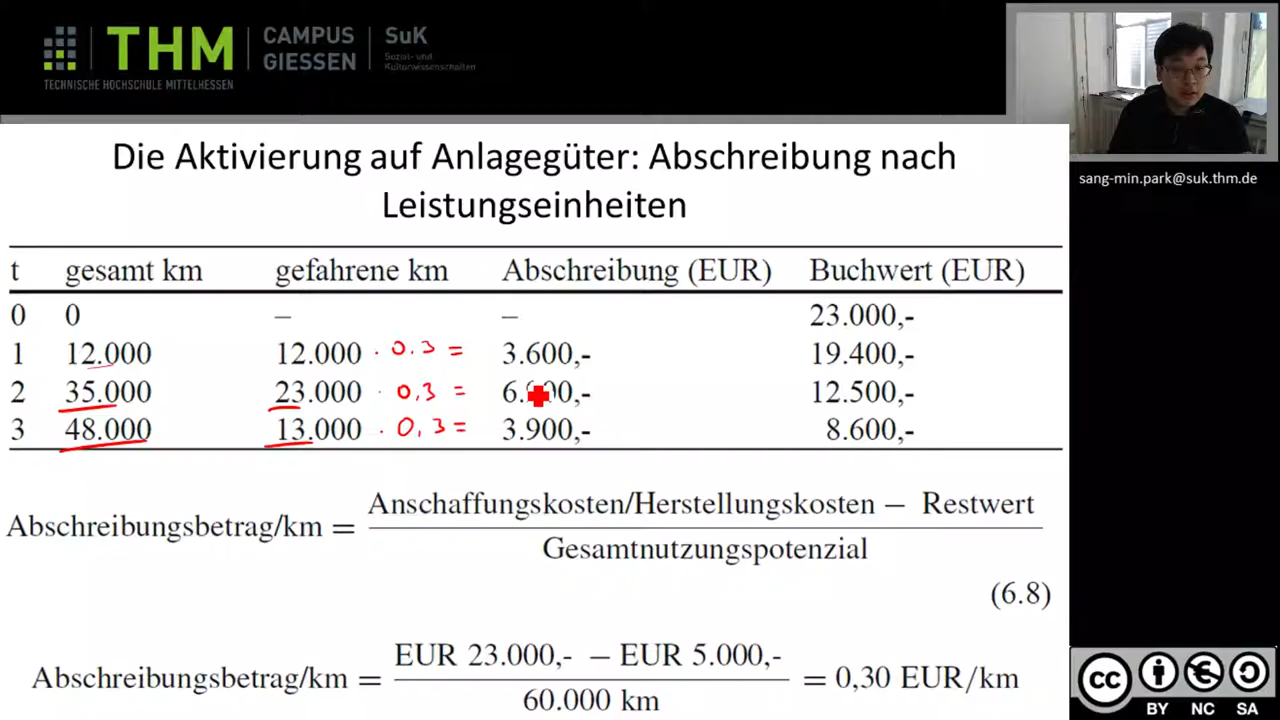 THM
TECHNISCHE HOCHSCHULE MITTELHESSEN
CAMPUS
GIESSEN
SuK
Sozial- und
Kulturwissenschaften
sang-min.park@suk.thm.de
Die Aktivierung auf Anlagegüter: Abschreibung nach
Leistungseinheiten
t gesamt km gefahrene km Abschreibung (EUR) Buchwert (EUR)
0 0 – – 23.000,-
1 12.000 12.000 · 0.3 = 3.600,- 19.400,-
2 35.000 23.000 · 0,3 = 12.500,-
3 48.000 13.000 · 0,3 = 3.900,- 8.600,-
Abschreibungsbetrag/km =
Anschaffungskosten/Herstellungskosten − Restwert
Gesamtnutzungspotenzial
(6.8)
Abschreibungsbetrag/km =
EUR 23.000,- − EUR 5.000,-
60.000 km
= 0,30 EUR/km
cc
BY NC SA